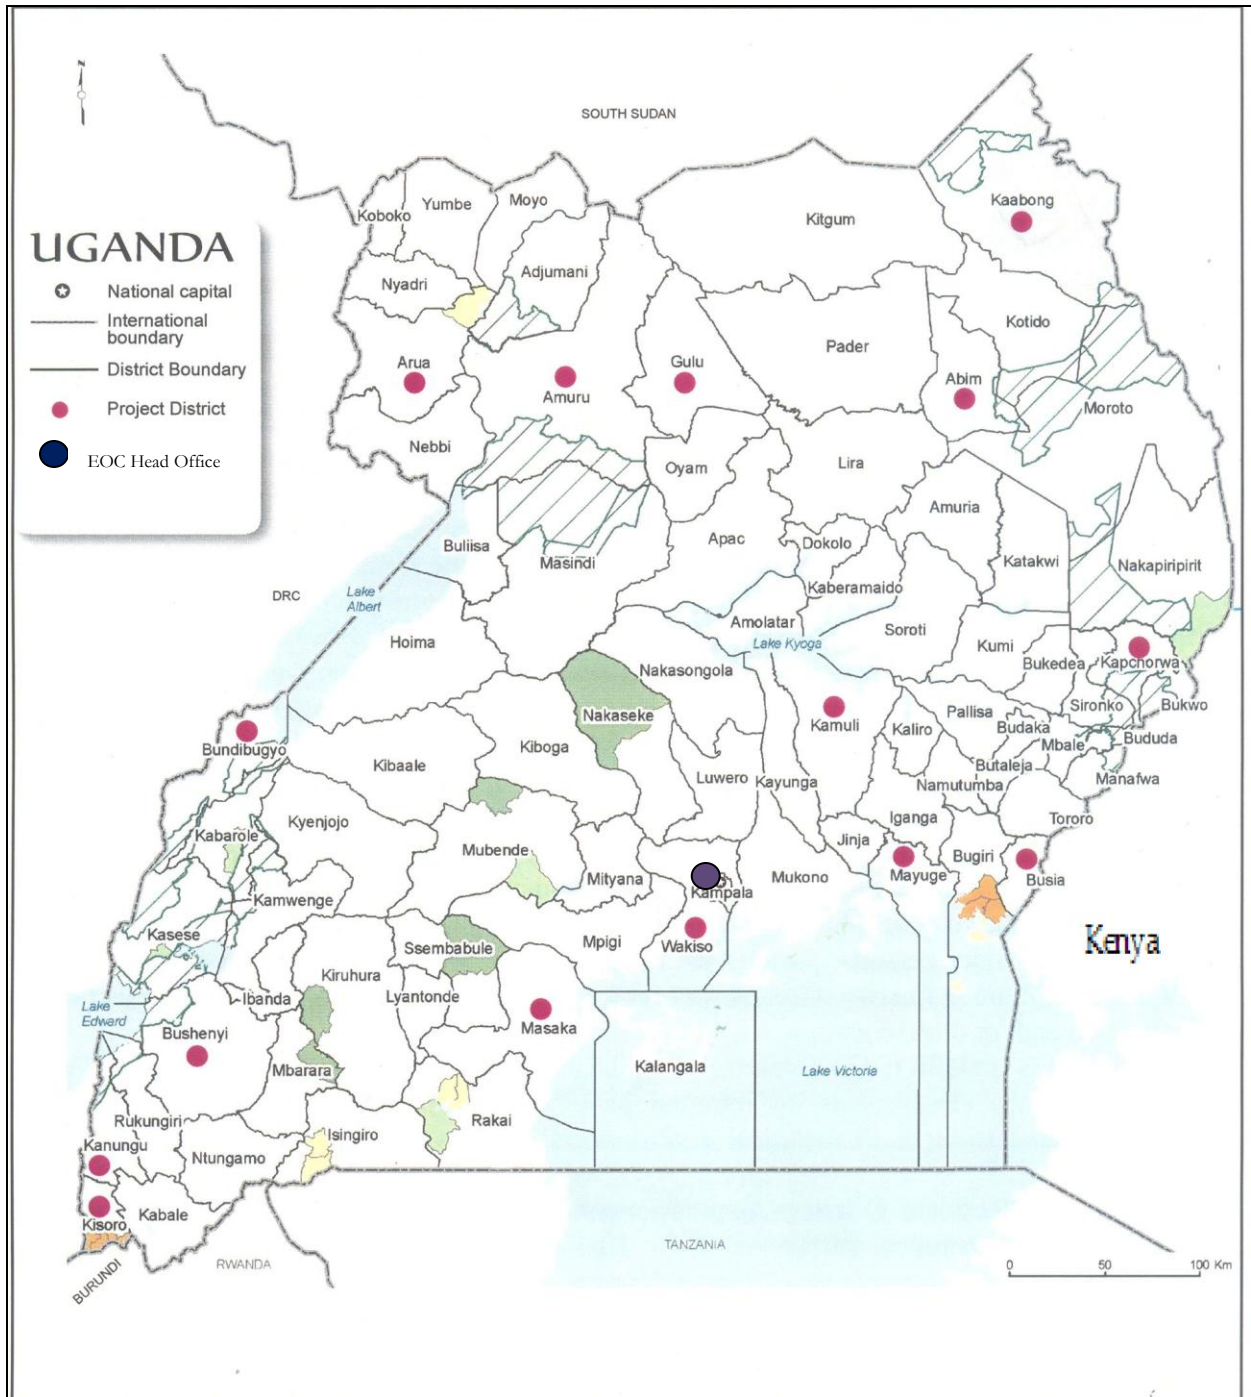 N
SOUTH SUDAN
UGANDA
National capital
International
boundary
District Boundary
Project District
EOC Head Office
Koboko
Yumbe
Moyo
Kitgum
Kaabong
Nyadri
Adjumani
Kotido
Arua
Amuru
Gulu
Pader
Abim
Moroto
Nebbi
Oyam
Lira
Amuria
Buliisa
Masindi
Apac
Dokolo
Katakwi
Nakapiripirit
DRC
Lake
Albert
Kaberamaido
Amolatar
Soroti
Hoima
Lake Kyoga
Kumi
Nakasongola
Bukedea
Kapchorwa
Nakaseke
Kamuli
Pallisa
Sironko
Bukwo
Bundibugyo
Kiboga
Kaliro
Budaka
Mbale
Bududa
Kibaale
Luwero
Kayunga
Butaleja
Namutumba
Manafwa
Kabarole
Kyenjojo
Iganga
Tororo
Mubende
Jinja
Bugiri
Mityana
Mukono
Mayuge
Busia
Kampala
Kamwenge
Kasese
Ssembabule
Mpigi
Wakiso
Kenya
Kiruhura
Ibanda
Lyantonde
Lake
Edward
Bushenyi
Masaka
Mbarara
Kalangala
Lake Victoria
Rukungiri
Rakai
Isingiro
Kanungu
Ntungamo
Kisoro
Kabale
TANZANIA
RWANDA
BURUNDI
0 50 100 Km